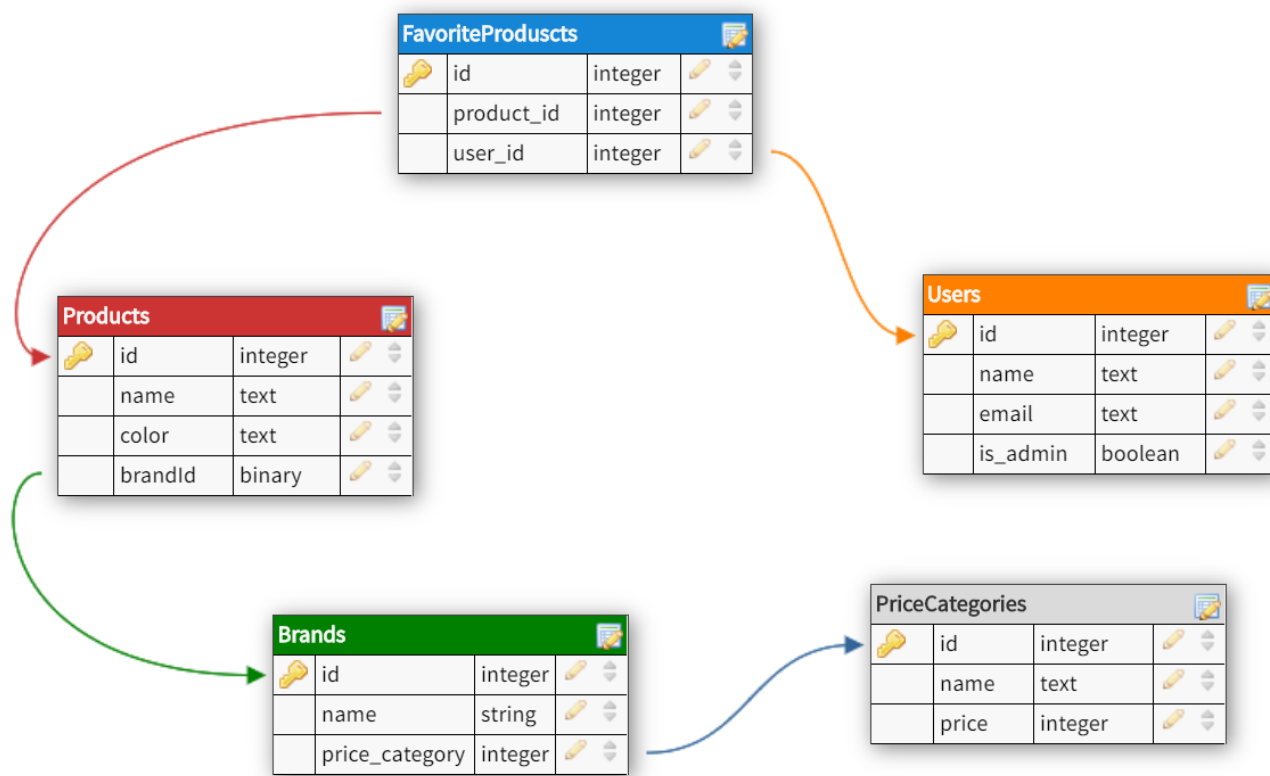 FavoriteProduscts
id integer
product_id integer
user_id integer
Products
id integer
name text
color text
brandId binary
Users
id integer
name text
email text
is_admin boolean
Brands
id integer
name string
price_category integer
PriceCategories
id integer
name text
price integer